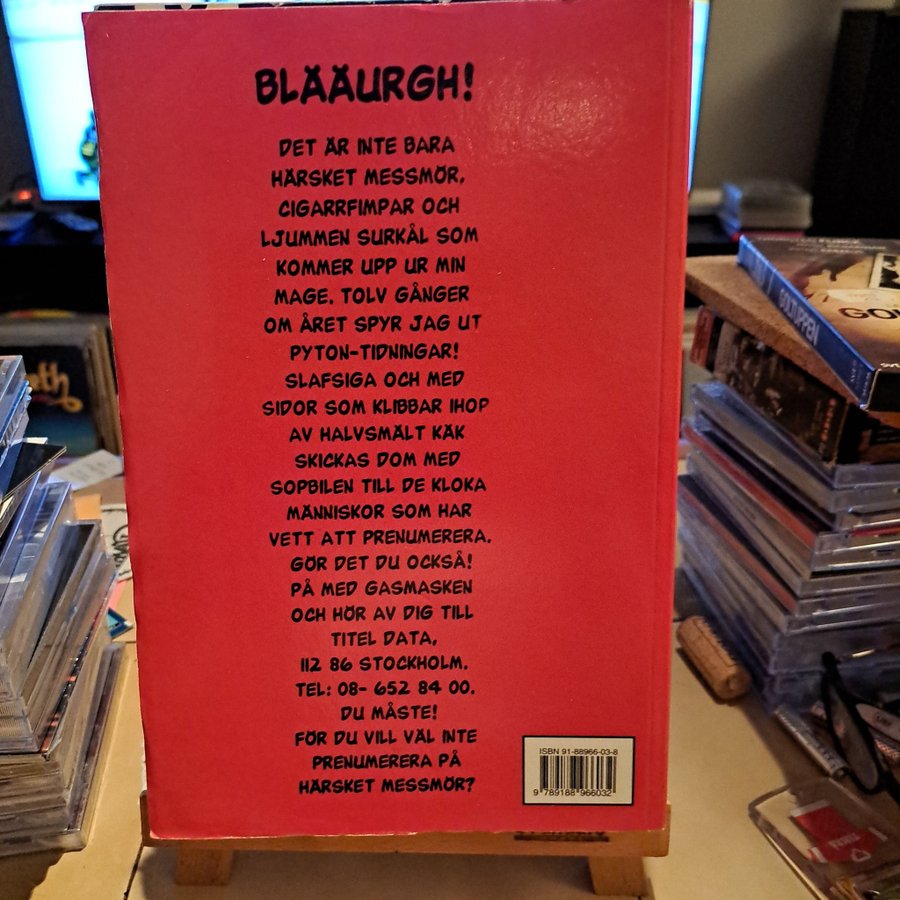 BLÄÄURGH!
DET ÄR INTE BARA
HÄRSKET MESSMÖR,
CIGARRFIMPAR OCH
LJUMMEN SURKÅL SOM
KOMMER UPP UR MIN
MAGE. TOLV GÅNGER
OM ÅRET SPYR JAG UT
PYTON-TIDNINGAR!
SLAFSIGA OCH MED
SIDOR SOM KLIBBAR IHOP
AV HALVSMÄLT KÄK
SKICKAS DOM MED
SOPBILEN TILL DE KLOKA
MÄNNISKOR SOM HAR
VETT ATT PRENUMERERA.
GÖR DET DU OCKSÅ!
PÅ MED GASMASKEN
OCH HÖR AV DIG TILL
TITEL DATA,
112 86 STOCKHOLM.
TEL: 08- 652 84 00.
DU MÅSTE!
FÖR DU VILL VÄL INTE
PRENUMERERA PÅ
HÄRSKET MESSMÖR?
ISBN 91-88966-03-8
9 789188 966032
GÖKTUPPEN